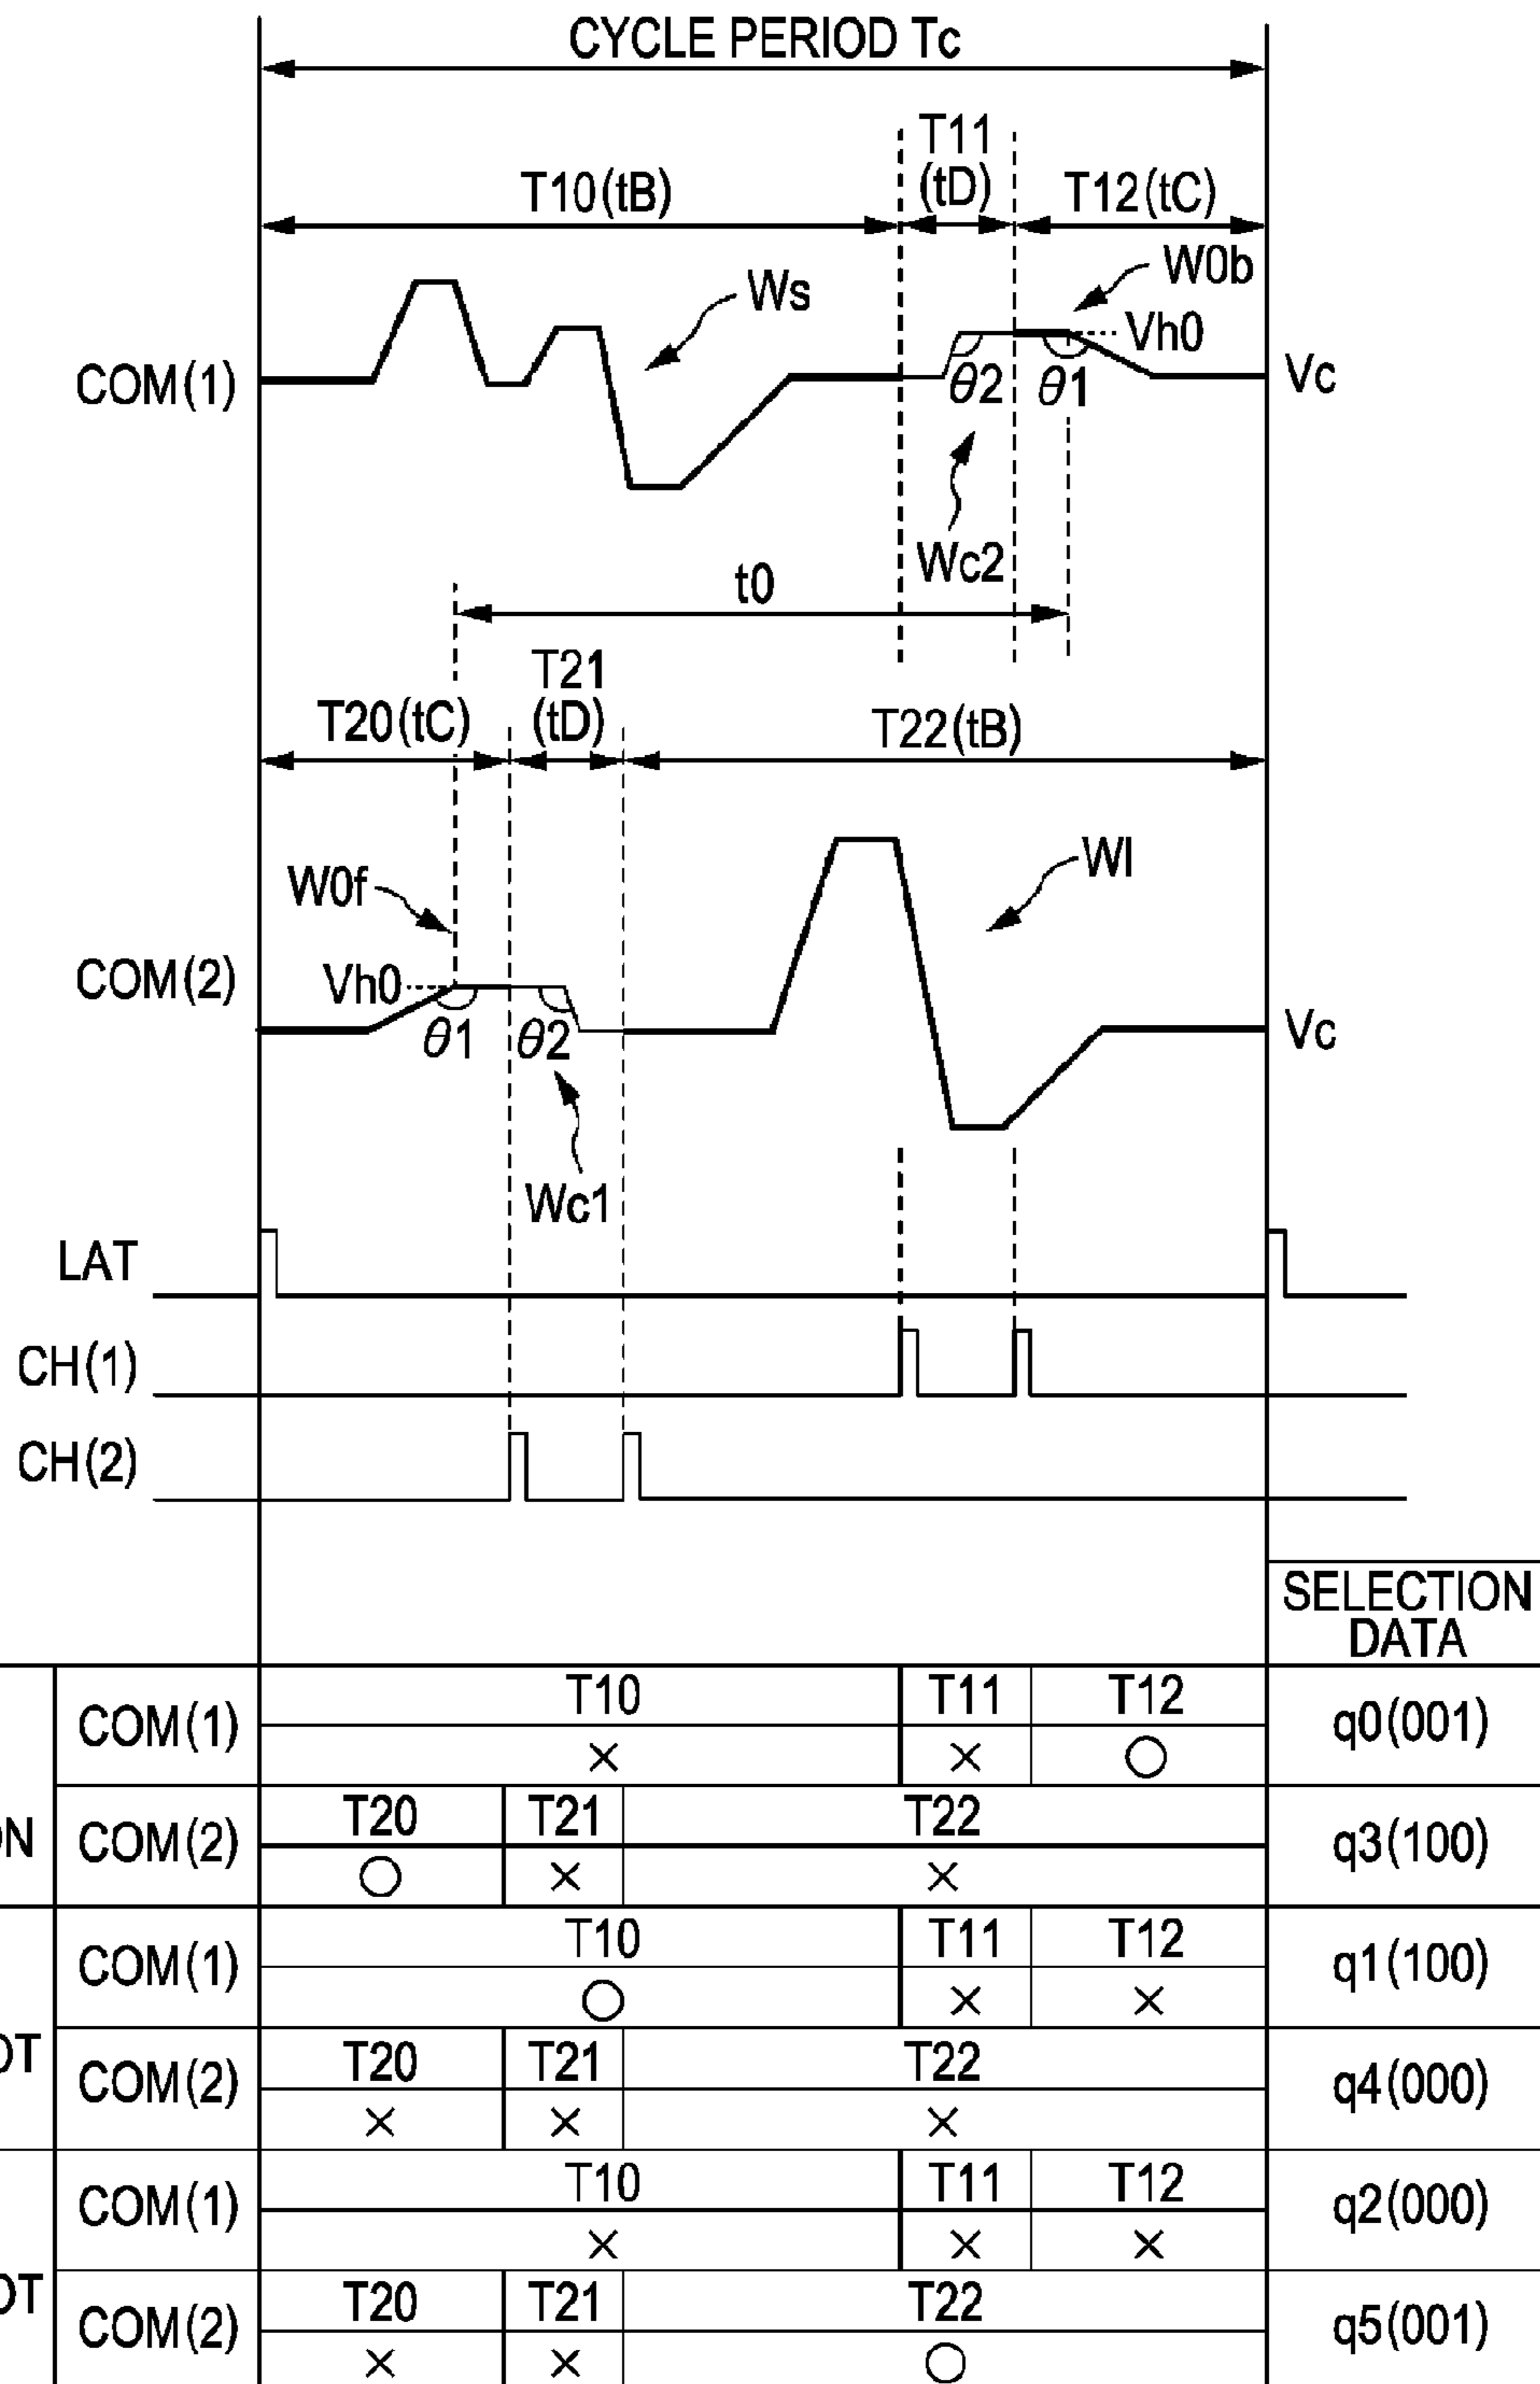 CYCLE PERIOD Tc
T10(tB)
T11
(tD)
T12(tC)
Ws
W0b
Vh0
COM(1)
θ2
θ1
Vc
Wc2
t0
T20(tC)
T21
(tD)
T22(tB)
W0f
Wl
COM(2)
Vh0
θ1
θ2
Vc
Wc1
LAT
CH(1)
CH(2)
SELECTION
DATA
COM(1)
T10
T11
T12
q0(001)
×
×
○
ON
COM(2)
T20
T21
T22
q3(100)
○
×
×
COM(1)
T10
T11
T12
q1(100)
○
×
×
OT
COM(2)
T20
T21
T22
q4(000)
×
×
×
COM(1)
T10
T11
T12
q2(000)
×
×
×
OT
COM(2)
T20
T21
T22
q5(001)
×
×
○